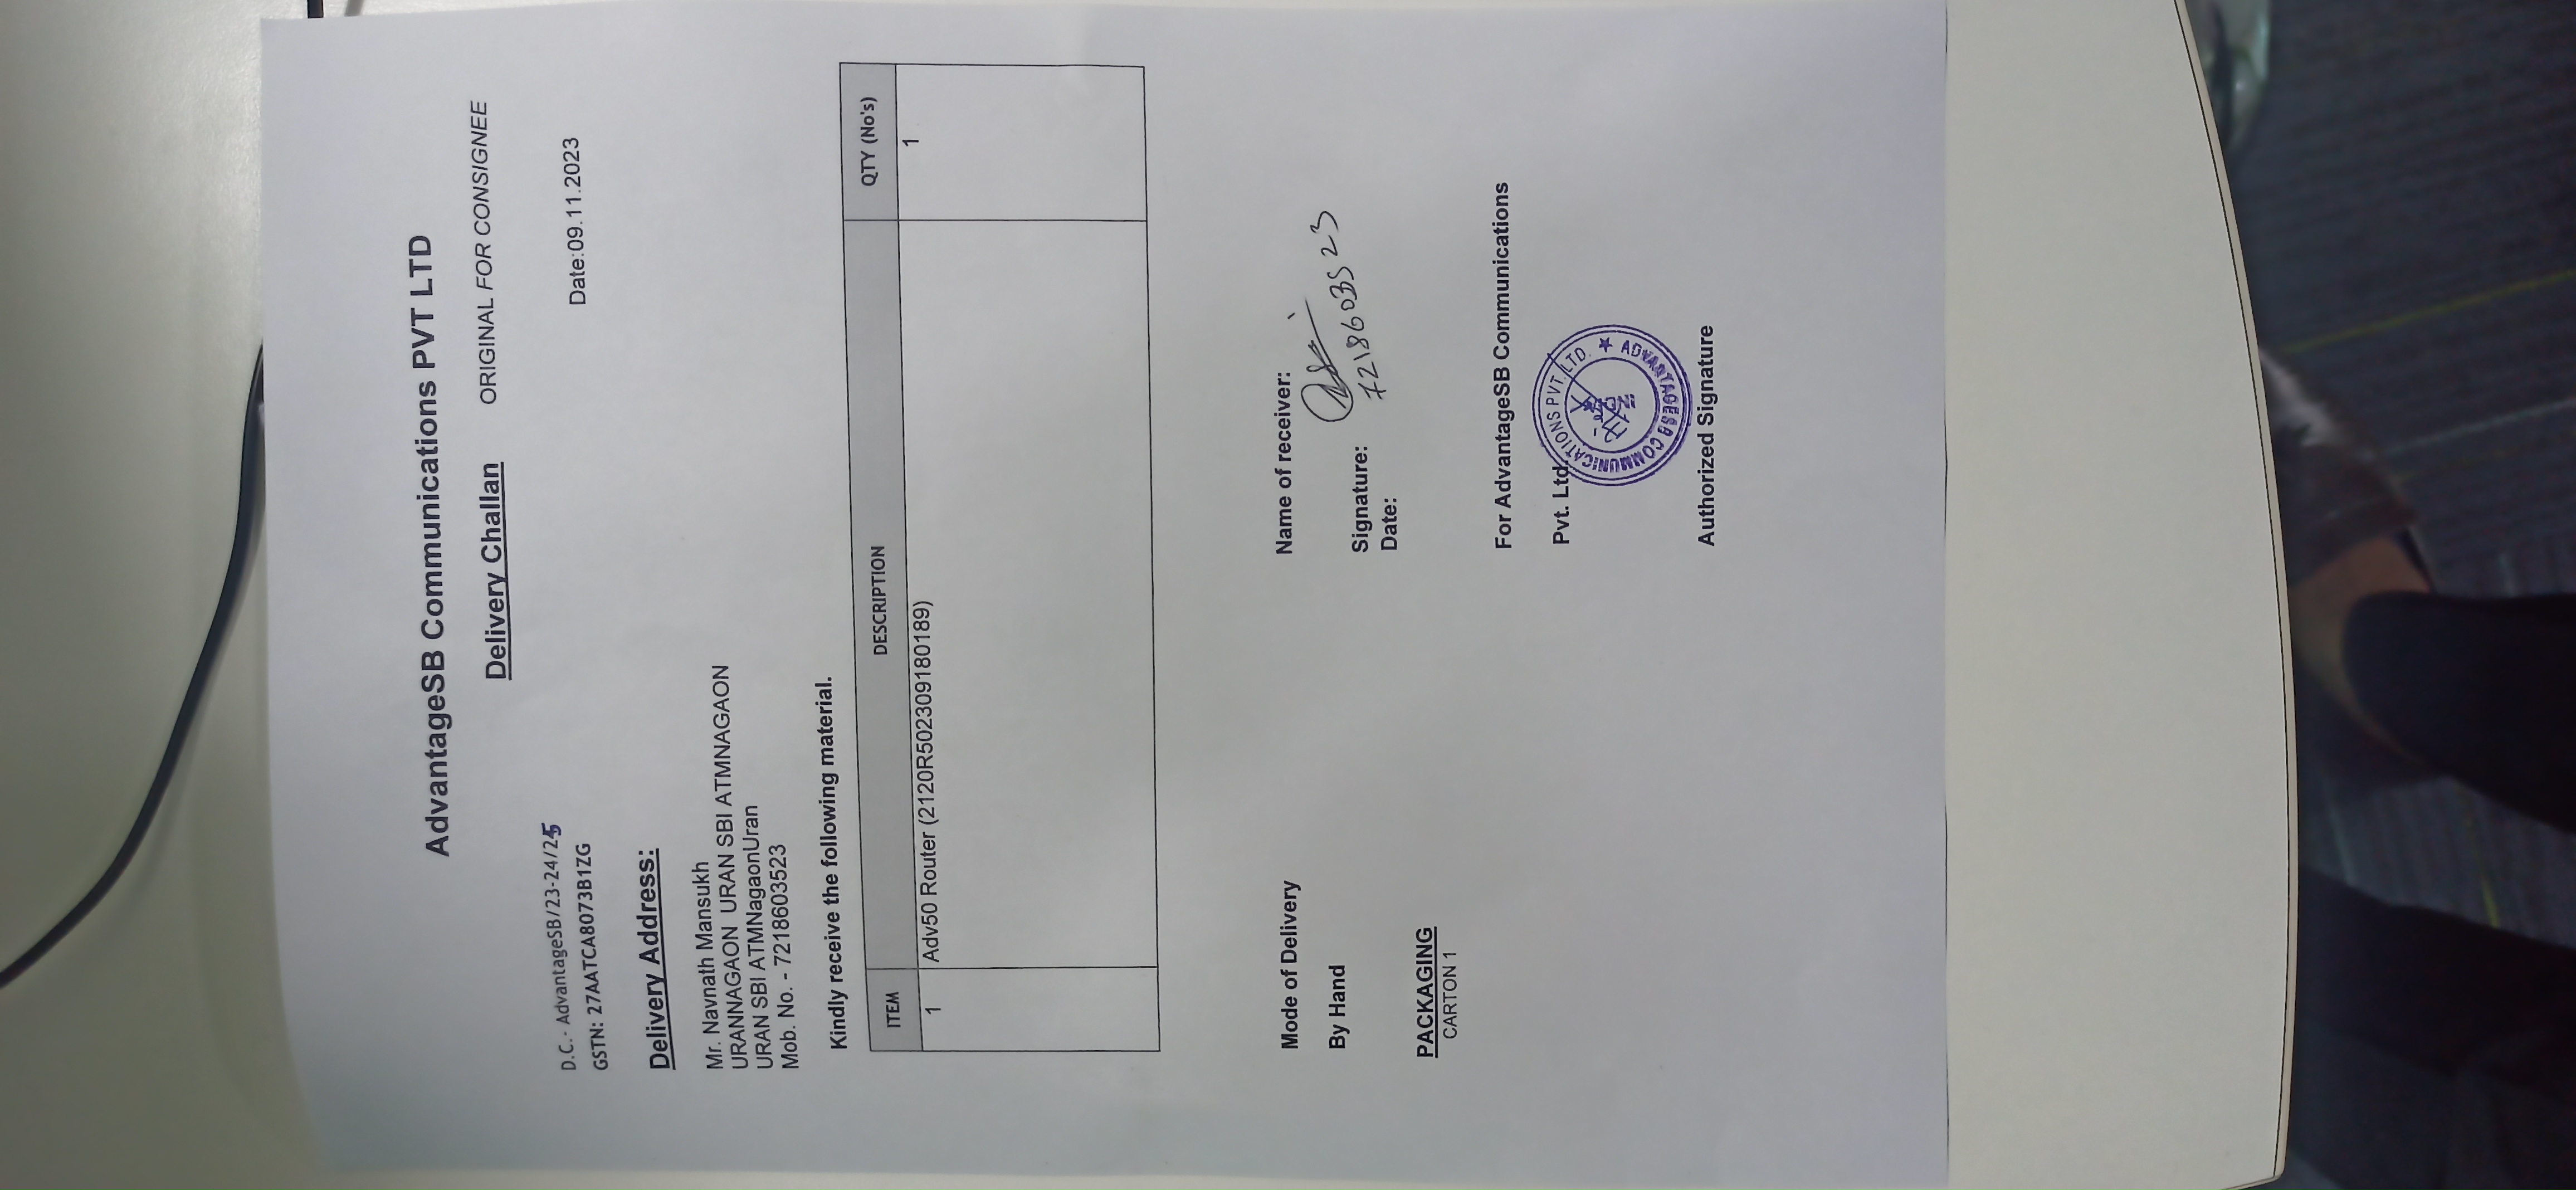 AdvantageSB Communications PVT LTD
Delivery Challan ORIGINAL FOR CONSIGNEE
D.C.- AdvantageSB/23-24/25
GSTN: 27AATCA8073B1ZG
Date:09.11.2023
Delivery Address:
Mr. Navnath Mansukh
URANNAGAON URAN SBI ATMNAGAON
URAN SBI ATMNagaonUran
Mob. No. - 7218603523
Kindly receive the following material.
ITEM DESCRIPTION QTY (No's)
1 Adv50 Router (2120R502309180189) 1
Mode of Delivery
By Hand
PACKAGING
CARTON 1
Name of receiver:
Signature:
7218603523
Date:
For AdvantageSB Communications
Pvt. Ltd.
ADVANTAGESB COMMUNICATIONS PVT. LTD. ★
Authorized Signature